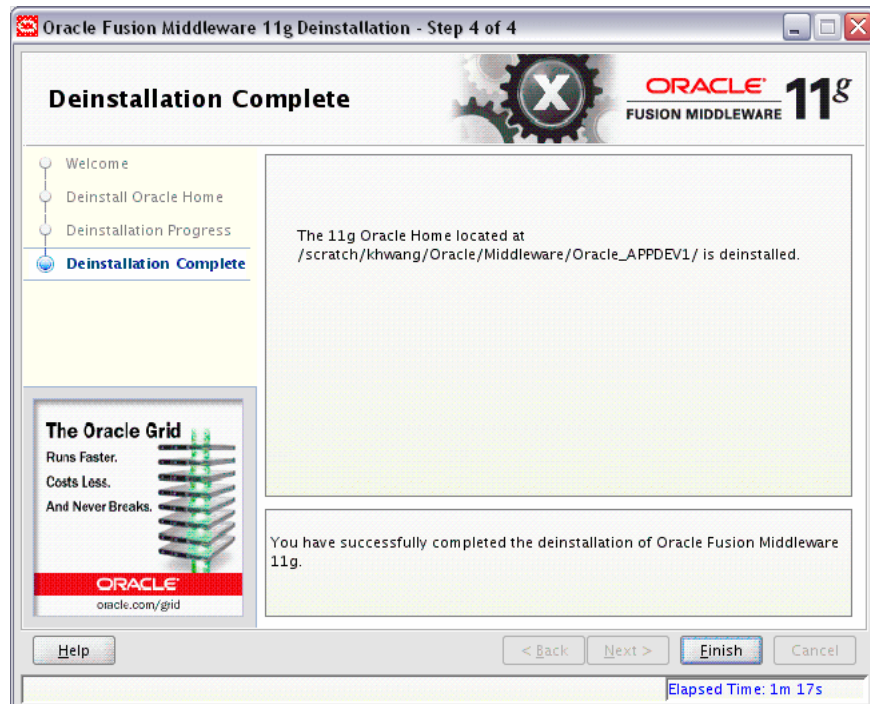 Oracle Fusion Middleware 11g Deinstallation - Step 4 of 4
Deinstallation Complete
X
ORACLE
FUSION MIDDLEWARE
11g
Welcome
Deinstall Oracle Home
Deinstallation Progress
Deinstallation Complete
The 11g Oracle Home located at
/scratch/khwang/Oracle/Middleware/Oracle_APPDEV1/ is deinstalled.
The Oracle Grid
Runs Faster.
Costs Less.
And Never Breaks.
ORACLE
oracle.com/grid
You have successfully completed the deinstallation of Oracle Fusion Middleware
11g.
Help
< Back
Next >
Finish
Cancel
Elapsed Time: 1m 17s